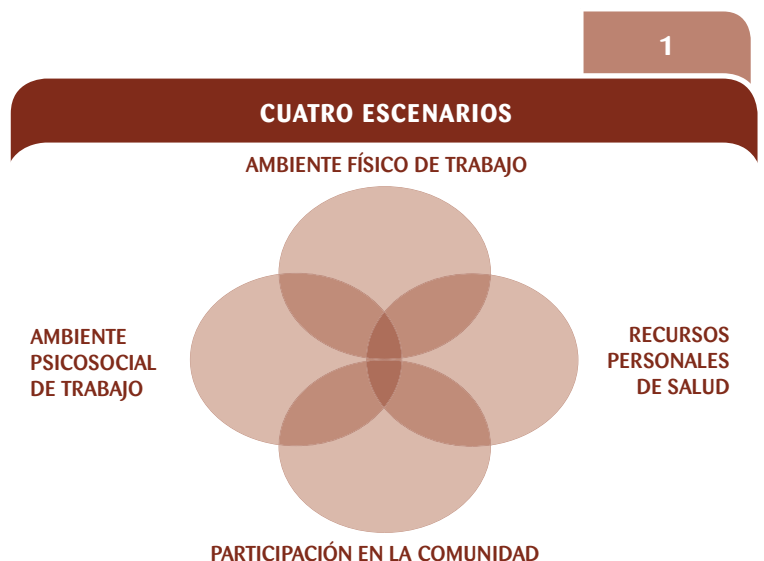 1
CUATRO ESCENARIOS
AMBIENTE FÍSICO DE TRABAJO
AMBIENTE
PSICOSOCIAL
DE TRABAJO
RECURSOS
PERSONALES
DE SALUD
PARTICIPACIÓN EN LA COMUNIDAD